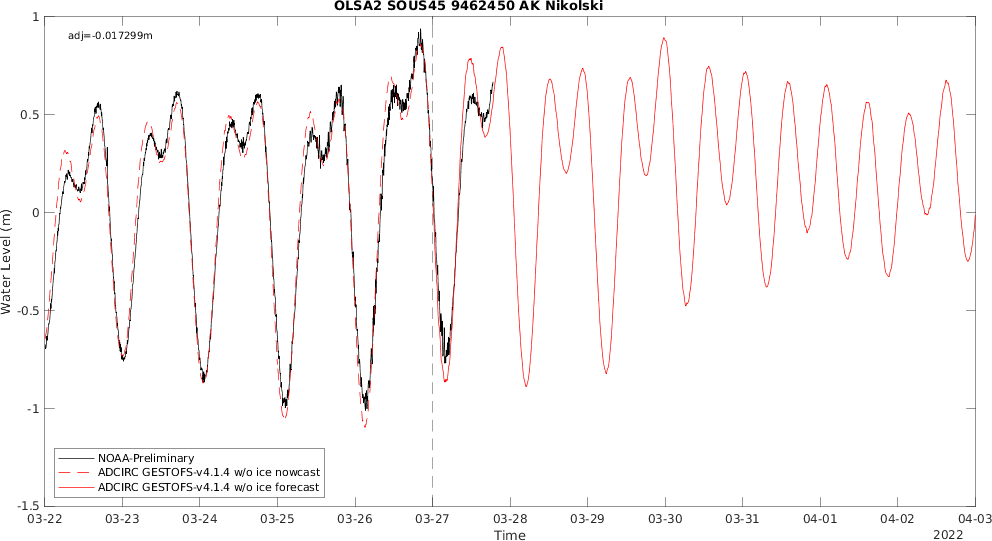 OLSA2 SOUS45 9462450 AK Nikolski
adj=-0.017299m
Water Level (m)
1
0.5
0
-0.5
-1
-1.5
NOAA-Preliminary
ADCIRC GESTOFS-v4.1.4 w/o ice nowcast
ADCIRC GESTOFS-v4.1.4 w/o ice forecast
03-22 03-23 03-24 03-25 03-26 03-27 03-28 03-29 03-30 03-31 04-01 04-02 04-03
Time
2022